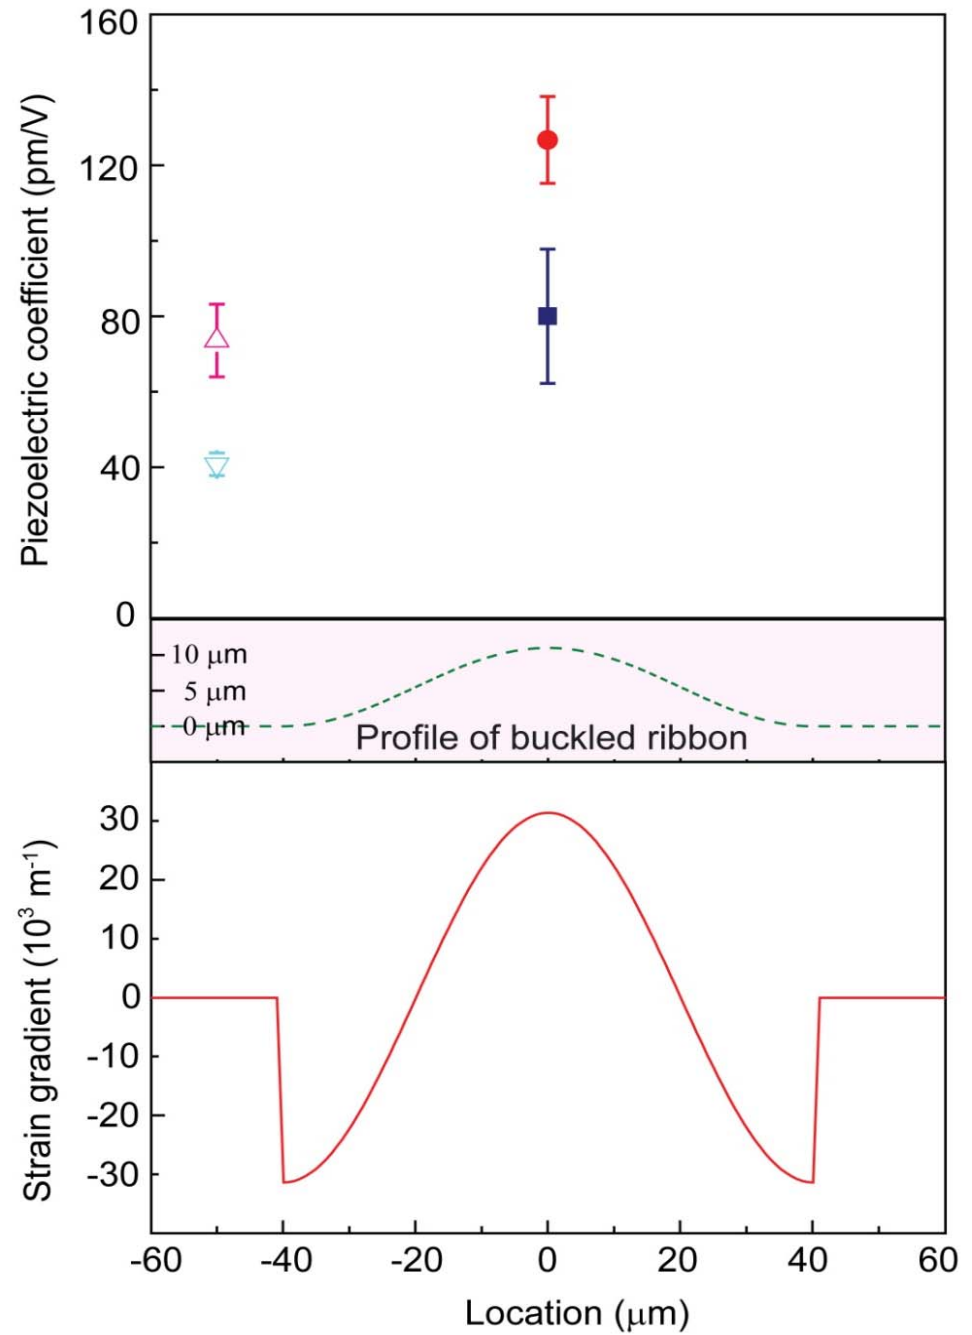 Piezoelectric coefficient (pm/V)
160
120
80
40
0
10 μm
5 μm
0 μm
Profile of buckled ribbon
Strain gradient (10³ m⁻¹)
30
20
10
0
-10
-20
-30
-60 -40 -20 0 20 40 60
Location (μm)